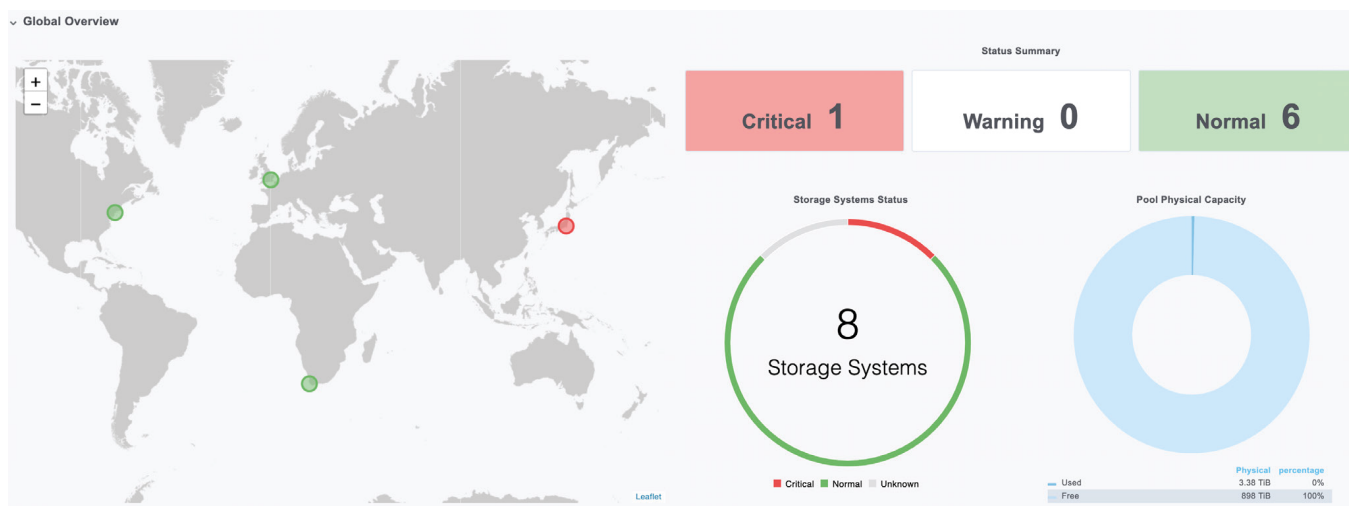 Global Overview
+
−
Leaflet
Status Summary
Critical 1
Warning 0
Normal 6
Storage Systems Status
8
Storage Systems
Critical Normal Unknown
Pool Physical Capacity
Physical percentage
Used 3.38 TiB 0%
Free 898 TiB 100%